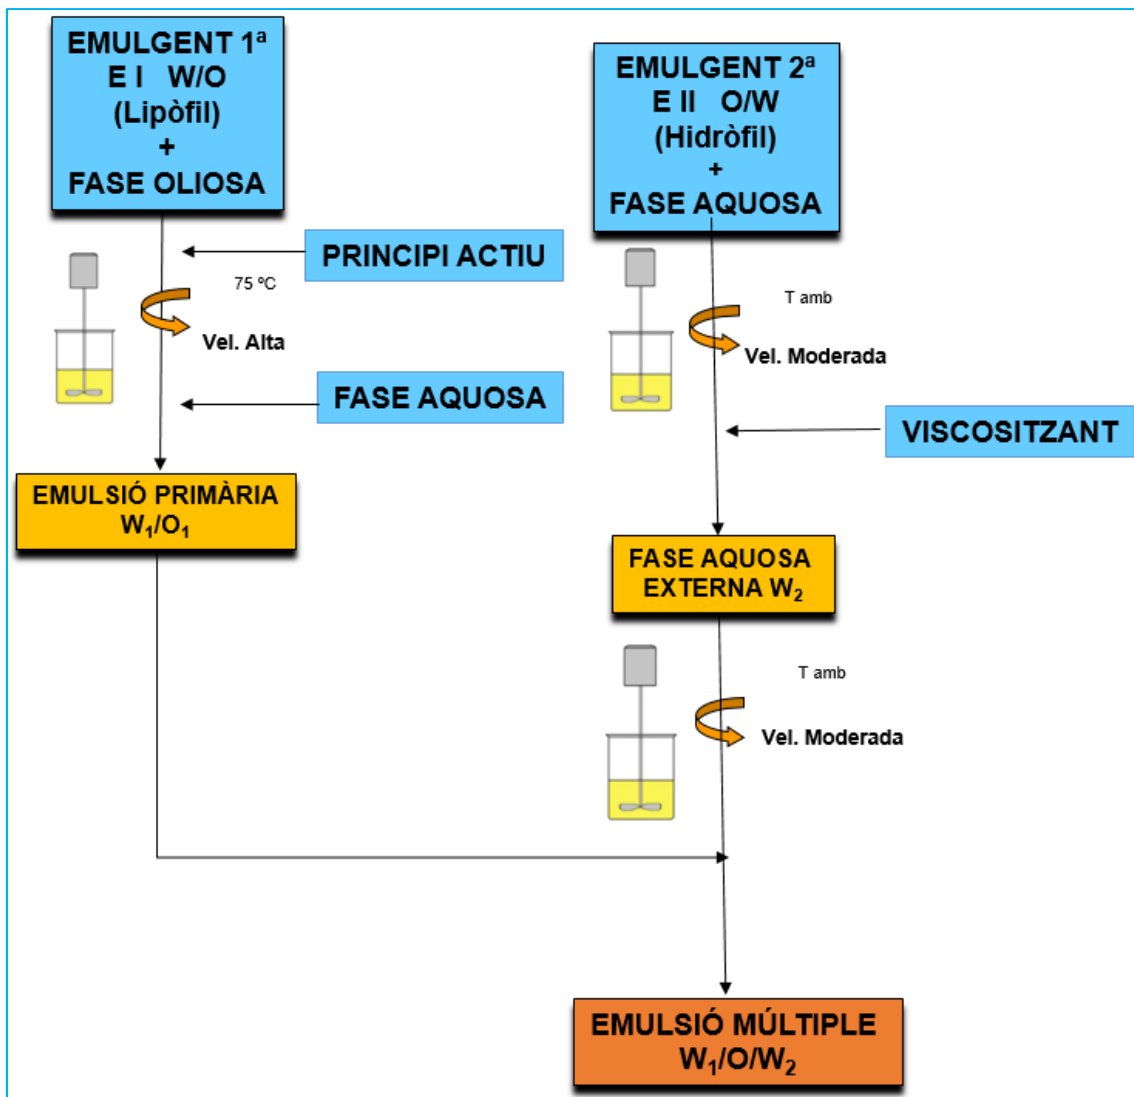 EMULGENT 1ª
E I W/O
(Lipòfil)
+
FASE OLIOSA
PRINCIPI ACTIU
75 ºC
Vel. Alta
FASE AQUOSA
EMULSIÓ PRIMÀRIA
W₁/O₁
EMULGENT 2ª
E II O/W
(Hidròfil)
+
FASE AQUOSA
T amb
Vel. Moderada
VISCOSITZANT
FASE AQUOSA
EXTERNA W₂
T amb
Vel. Moderada
EMULSIÓ MÚLTIPLE
W₁/O/W₂